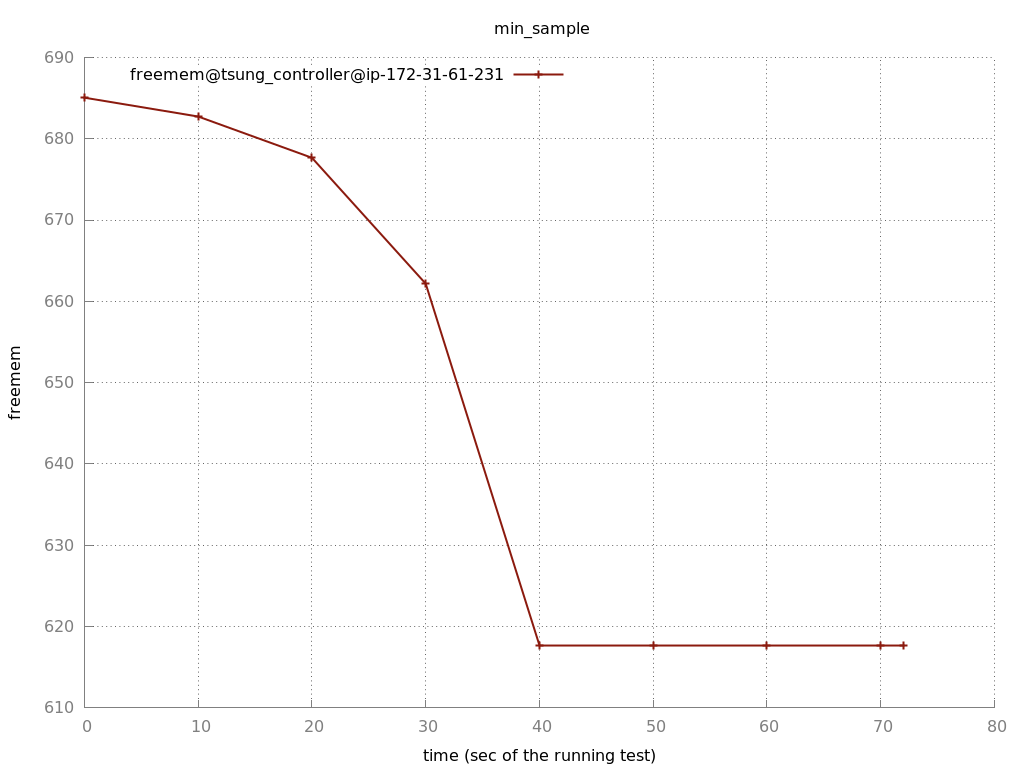 min_sample
690
freemem@tsung_controller@ip-172-31-61-231
680
670
660
650
640
630
620
610
freemem
0 10 20 30 40 50 60 70 80
time (sec of the running test)